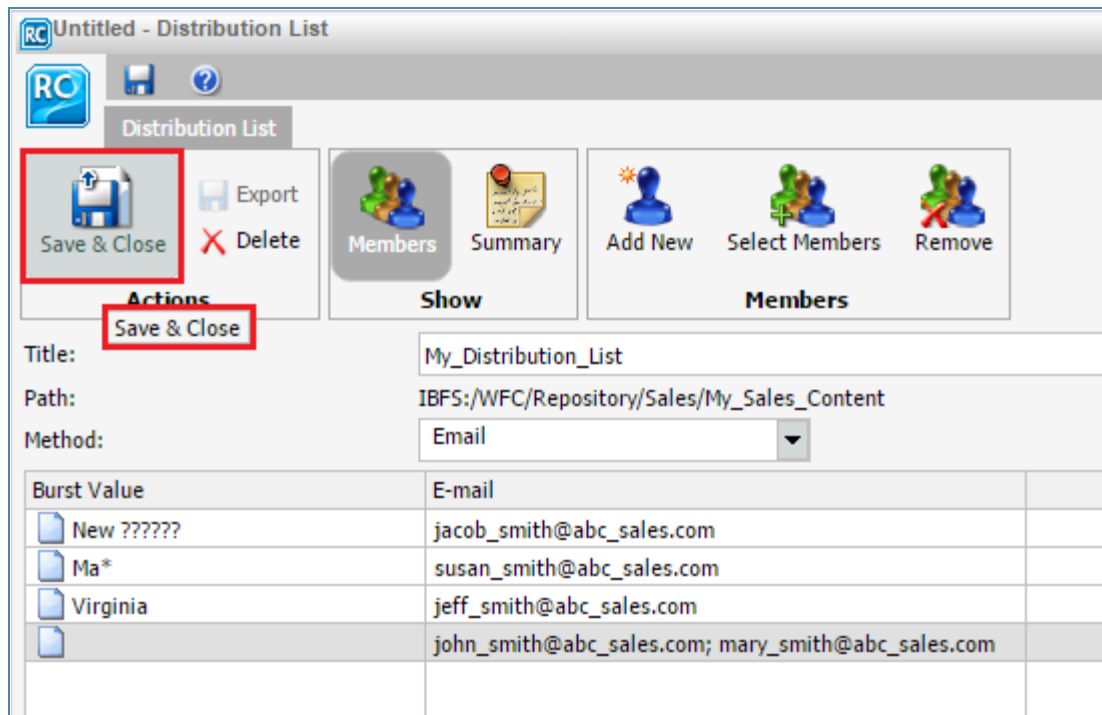 RC Untitled - Distribution List
RC
Distribution List
Save & Close
Export
Delete
Members
Summary
Add New
Select Members
Remove
Actions
Show
Members
Save & Close
Title:
My_Distribution_List
Path:
IBFS:/WFC/Repository/Sales/My_Sales_Content
Method:
Email
Burst Value
E-mail
New ??????
jacob_smith@abc_sales.com
Ma*
susan_smith@abc_sales.com
Virginia
jeff_smith@abc_sales.com
john_smith@abc_sales.com; mary_smith@abc_sales.com